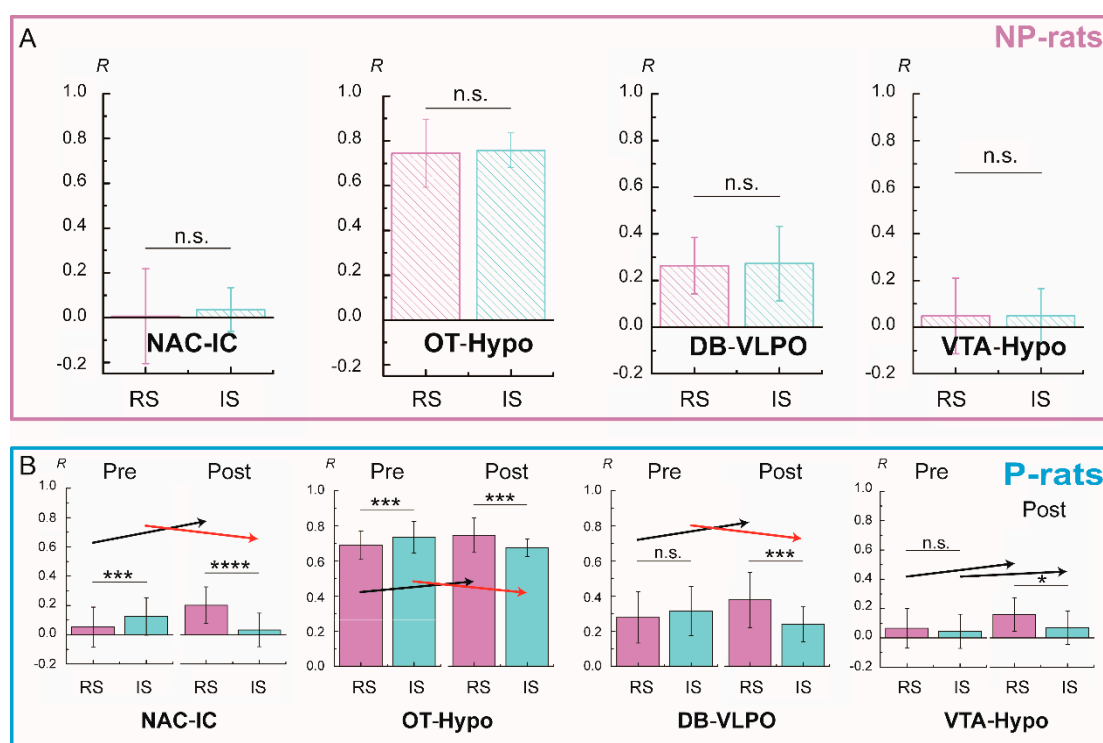 A
NP-rats
R
R
R
R
1.0
0.8
0.6
0.4
0.2
0.0
-0.2
n.s.
NAC-IC
RS IS
1.0
0.8
0.6
0.4
0.2
0.0
-0.2
n.s.
OT-Hypo
RS IS
1.0
0.8
0.6
0.4
0.2
0.0
-0.2
n.s.
DB-VLPO
RS IS
1.0
0.8
0.6
0.4
0.2
0.0
-0.2
n.s.
VTA-Hypo
RS IS
B
P-rats
R
Pre Post
1.0
0.8
0.6
0.4
0.2
0.0
-0.2
*** ****
RS IS RS IS
NAC-IC
R
Pre Post
1.0
0.8
0.6
0.4
0.2
0.0
*** ***
RS IS RS IS
OT-Hypo
R
Pre Post
1.0
0.8
0.6
0.4
0.2
0.0
n.s. ***
RS IS RS IS
DB-VLPO
R
Pre
Post
1.0
0.8
0.6
0.4
0.2
0.0
-0.2
n.s. *
RS IS RS IS
VTA-Hypo